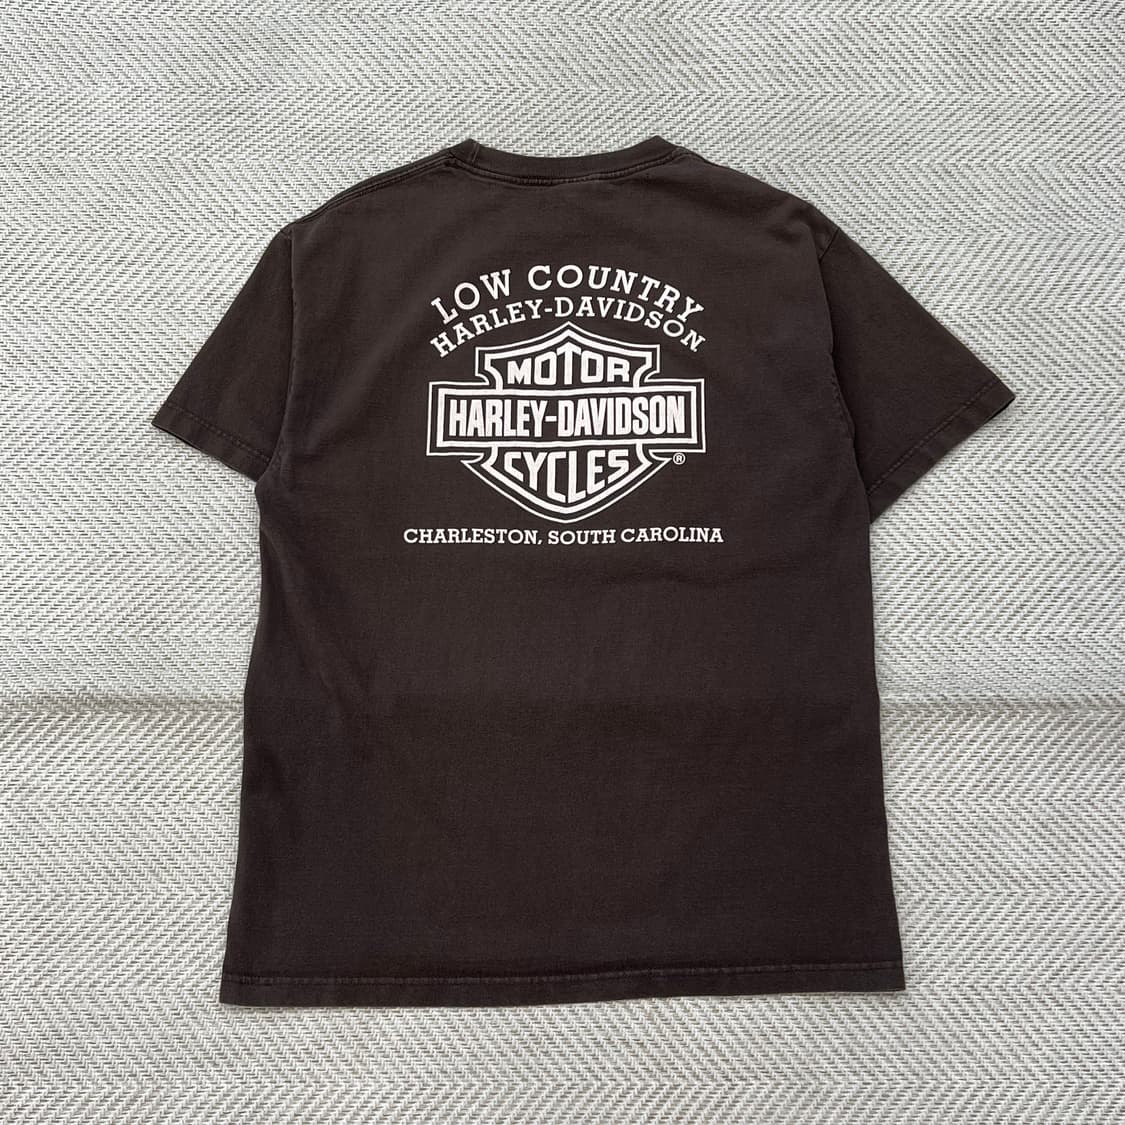 LOW COUNTRY
HARLEY-DAVIDSON
MOTOR
HARLEY-DAVIDSON
CYCLES
®
CHARLESTON, SOUTH CAROLINA